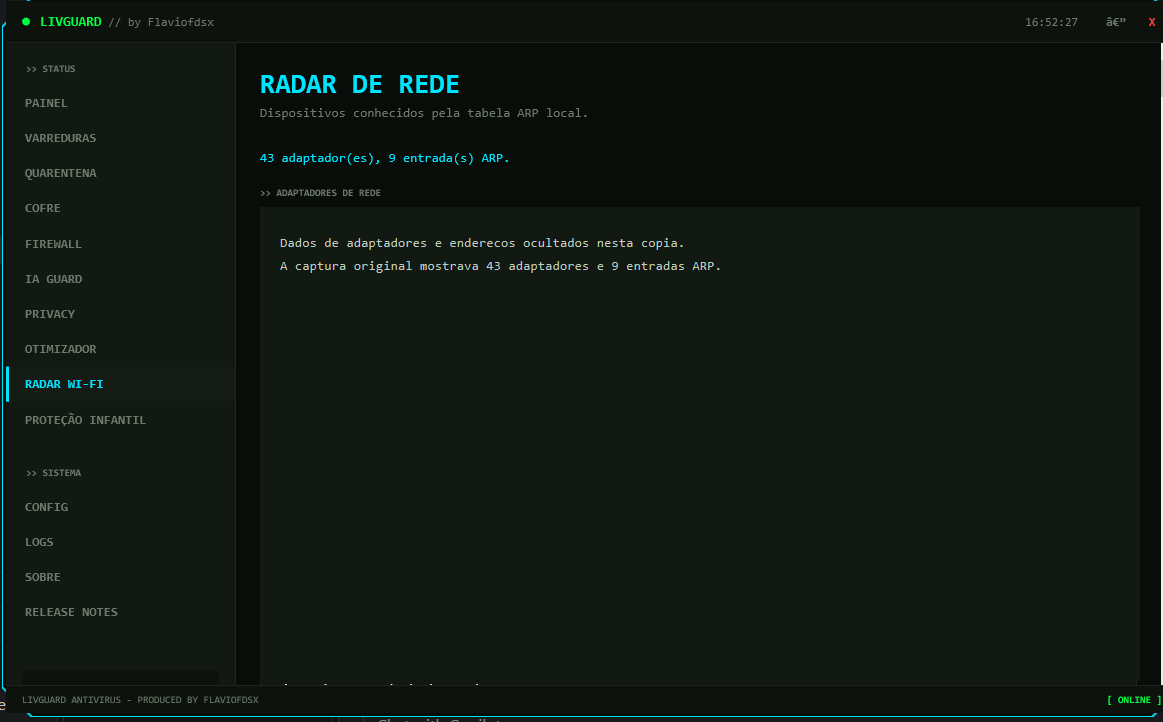 LIVGUARD // by Flaviofdsx
16:52:27 â€” X
>> STATUS
PAINEL
VARREDURAS
QUARENTENA
COFRE
FIREWALL
IA GUARD
PRIVACY
OTIMIZADOR
RADAR WI-FI
PROTEÇÃO INFANTIL
>> SISTEMA
CONFIG
LOGS
SOBRE
RELEASE NOTES
RADAR DE REDE
Dispositivos conhecidos pela tabela ARP local.
43 adaptador(es), 9 entrada(s) ARP.
>> ADAPTADORES DE REDE
Dados de adaptadores e enderecos ocultados nesta copia.
A captura original mostrava 43 adaptadores e 9 entradas ARP.
LIVGUARD ANTIVIRUS - PRODUCED BY FLAVIOFDSX
[ ONLINE ]